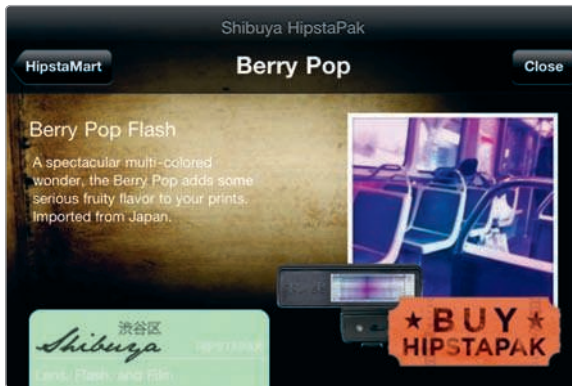 Shibuya HipstaPak
HipstaMart
Berry Pop
Close
Berry Pop Flash
A spectacular multi-colored
wonder, the Berry Pop adds some
serious fruity flavor to your prints.
Imported from Japan.
渋谷区
Shibuya
Lens, Flash, and Film
★ BUY ★
HIPSTAPAK